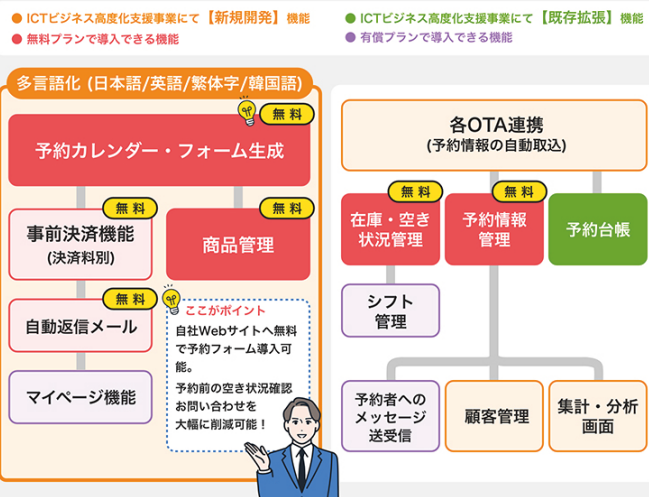 ● ICTビジネス高度化支援事業にて【新規開発】機能
● 無料プランで導入できる機能
● ICTビジネス高度化支援事業にて【既存拡張】機能
● 有償プランで導入できる機能
多言語化 (日本語/英語/繁体字/韓国語)
無料
予約カレンダー・フォーム生成
無料
事前決済機能
(決済料別)
無料
商品管理
無料
自動返信メール
マイページ機能
ここがポイント
自社Webサイトへ無料
で予約フォーム導入可
能。
予約前の空き状況確認
お問い合わせを
大幅に削減可能！
各OTA連携
(予約情報の自動取込)
無料
在庫・空き
状況管理
無料
予約情報
管理
予約台帳
シフト
管理
予約者への
メッセージ
送受信
顧客管理
集計・分析
画面